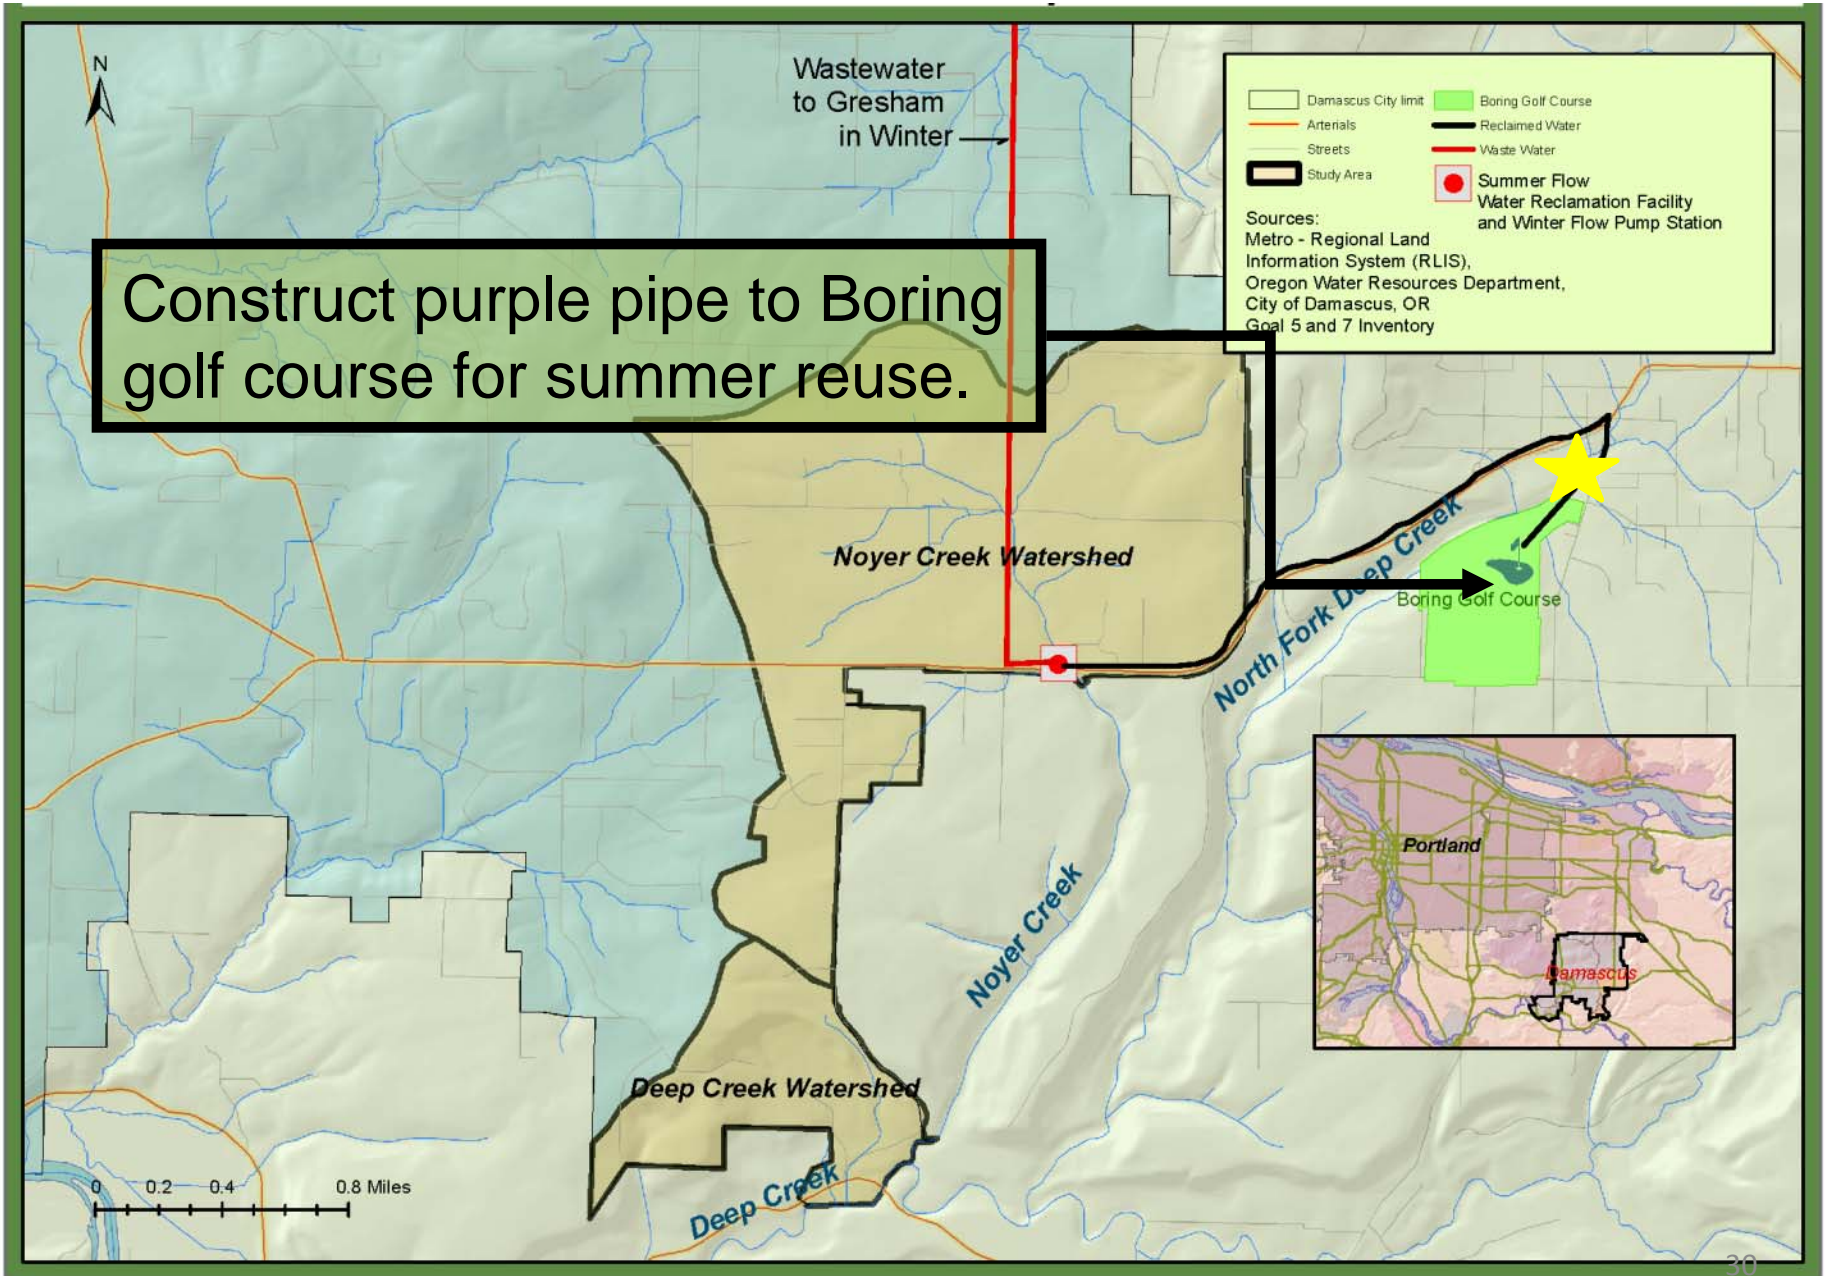 N
Wastewater
to Gresham
in Winter
Damascus City limit
Arterials
Streets
Study Area
Boring Golf Course
Reclaimed Water
Waste Water
Summer Flow
Water Reclamation Facility
and Winter Flow Pump Station
Sources:
Metro - Regional Land
Information System (RLIS),
Oregon Water Resources Department,
City of Damascus, OR
Goal 5 and 7 Inventory
Construct purple pipe to Boring
golf course for summer reuse.
Noyer Creek Watershed
North Fork Deep Creek
Boring Golf Course
Portland
Damascus
Noyer Creek
Deep Creek Watershed
Deep Creek
0 0.2 0.4 0.8 Miles
30